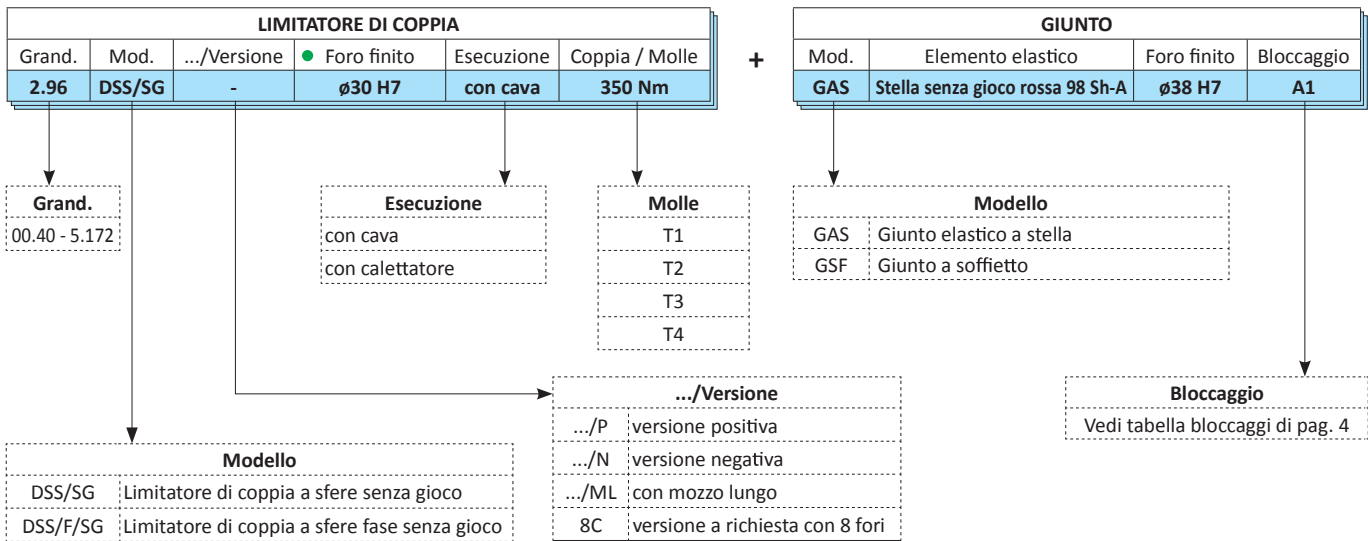 LIMITATORE DI COPPIA
Grand. Mod. .../Versione Foro finito Esecuzione Coppia / Molle
2.96 DSS/SG - ø30 H7 con cava 350 Nm
+
GIUNTO
Mod. Elemento elastico Foro finito Bloccaggio
GAS Stella senza gioco rossa 98 Sh-A ø38 H7 A1
Grand.
00.40 - 5.172
Esecuzione
con cava
con calettatore
Molle
T1
T2
T3
T4
Modello
GAS Giunto elastico a stella
GSF Giunto a soffietto
Modello
DSS/SG Limitatore di coppia a sfere senza gioco
DSS/F/SG Limitatore di coppia a sfere fase senza gioco
.../Versione
.../P versione positiva
.../N versione negativa
.../ML con mozzo lungo
8C versione a richiesta con 8 fori
Bloccaggio
Vedi tabella bloccaggi di pag. 4